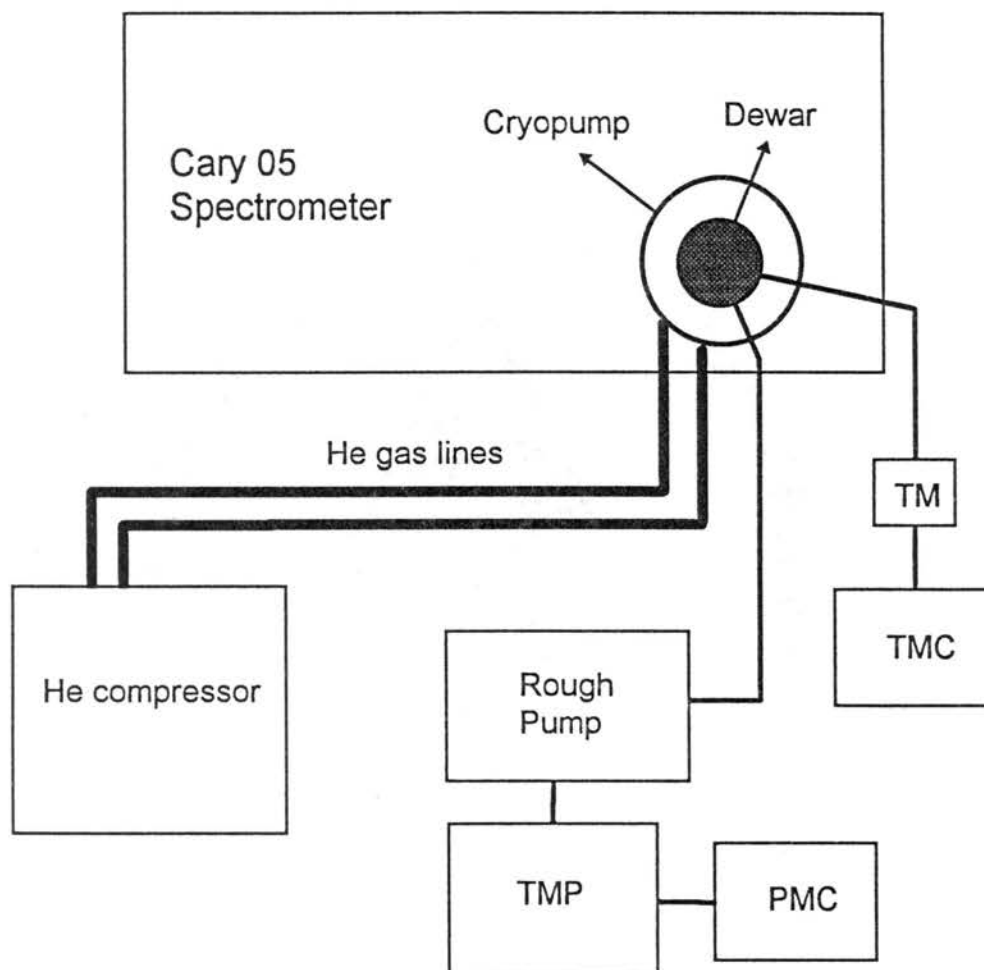 Cryopump
Dewar
Cary 05
Spectrometer
He gas lines
TM
TMC
He compressor
Rough
Pump
TMP
PMC